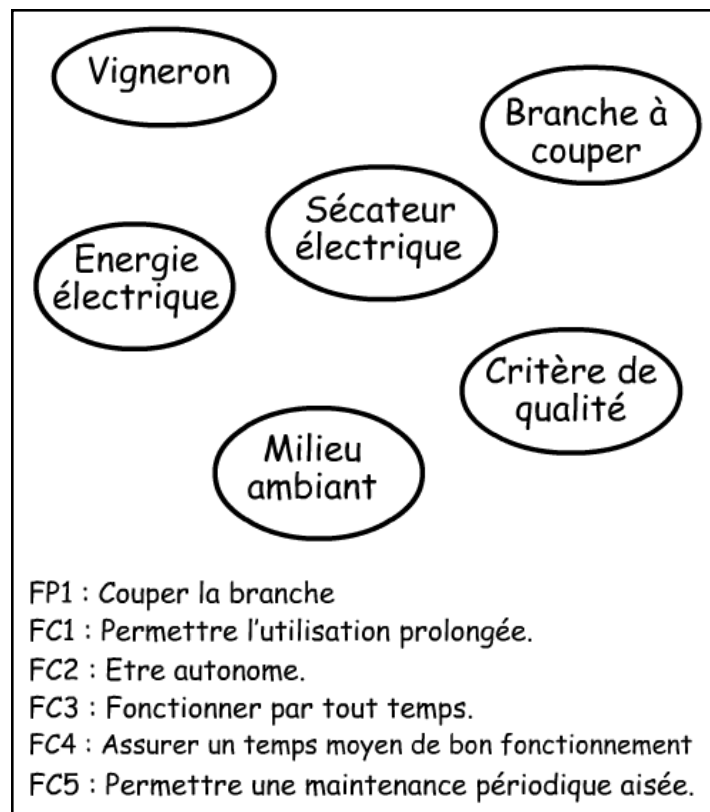 Vigneron
Branche à
couper
Sécateur
électrique
Energie
électrique
Critère de
qualité
Milieu
ambiant
FP1 : Couper la branche
FC1 : Permettre l'utilisation prolongée.
FC2 : Etre autonome.
FC3 : Fonctionner par tout temps.
FC4 : Assurer un temps moyen de bon fonctionnement
FC5 : Permettre une maintenance périodique aisée.